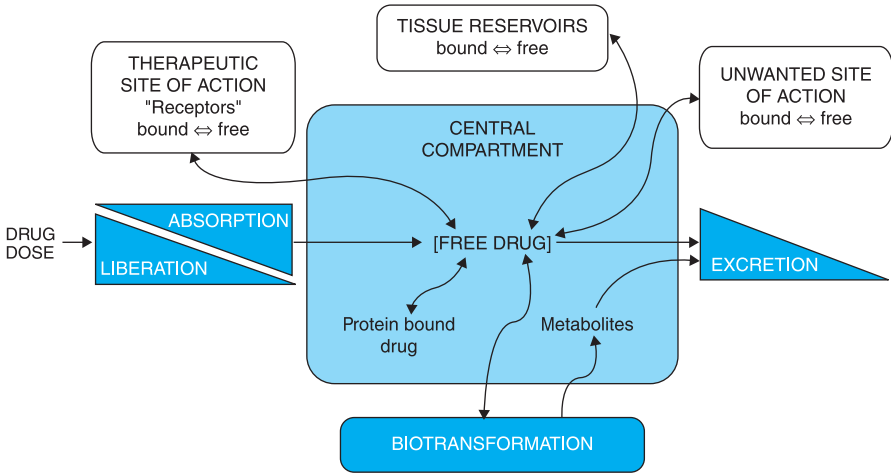 THERAPEUTIC
SITE OF ACTION
"Receptors"
bound ⇔ free
TISSUE RESERVOIRS
bound ⇔ free
UNWANTED SITE
OF ACTION
bound ⇔ free
CENTRAL
COMPARTMENT
DRUG
DOSE
ABSORPTION
LIBERATION
[FREE DRUG]
EXCRETION
Protein bound
drug
Metabolites
BIOTRANSFORMATION